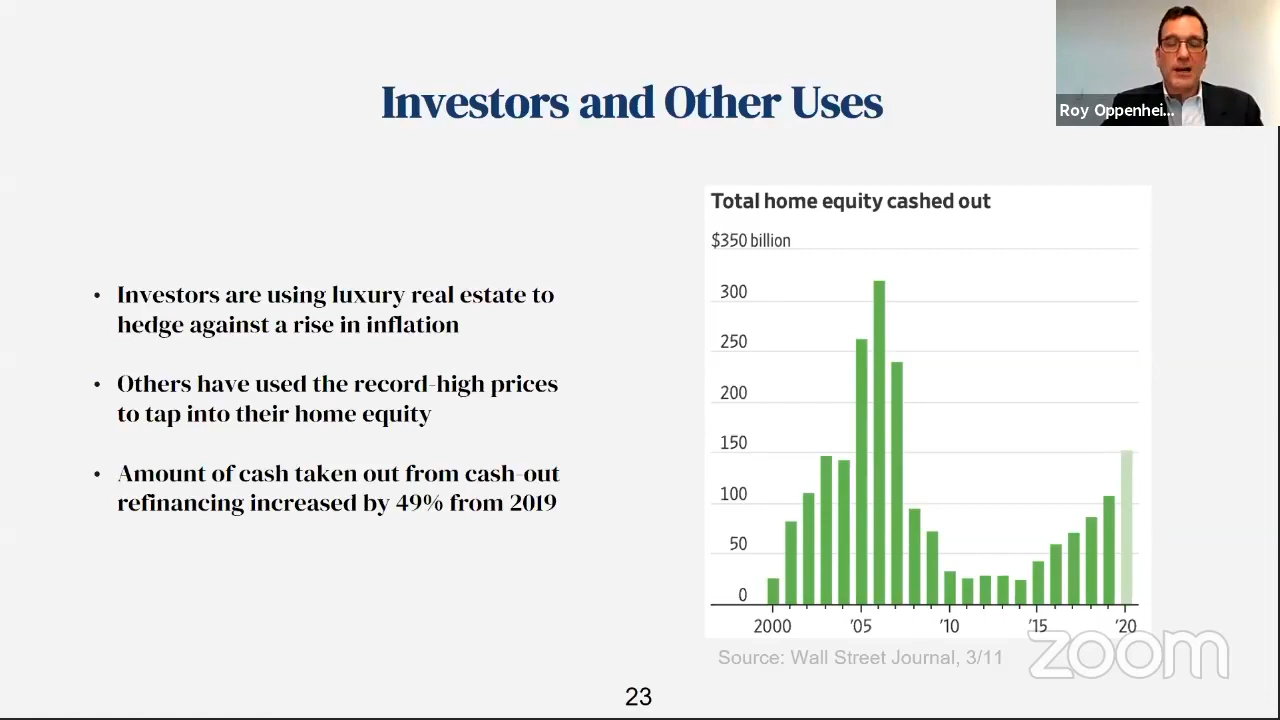 Investors and Other Uses
Roy Oppenhei...
• Investors are using luxury real estate to
hedge against a rise in inflation
• Others have used the record-high prices
to tap into their home equity
• Amount of cash taken out from cash-out
refinancing increased by 49% from 2019
Total home equity cashed out
$350 billion
300
250
200
150
100
50
0
2000 '05 '10 '15 '20
Source: Wall Street Journal, 3/11
zoom
23